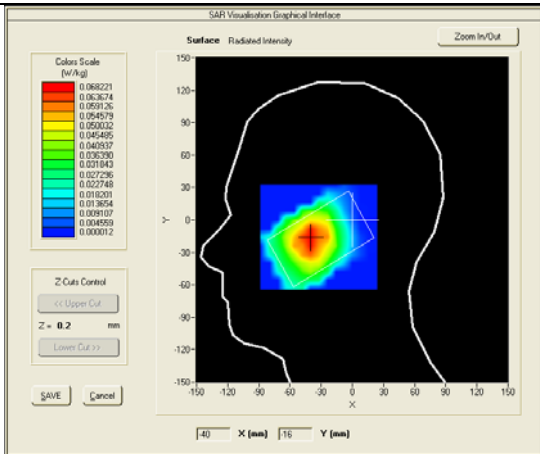 SAR Visualisation Graphical Interface
Surface Radiated Intensity
Zoom In/Out
Colors Scale
(W/kg)
0.068221
0.063674
0.059126
0.054579
0.050032
0.045485
0.040937
0.036390
0.031843
0.027296
0.022748
0.018201
0.013654
0.009107
0.004559
0.000012
Z Cuts Control
<< Upper Cut
Z = 0.2 mm
Lower Cut >>
SAVE Cancel
150
120
90
60
30
0
-30
-60
-90
-120
-150
Y
-150 -120 -90 -60 -30 0 30 60 90 120 150
X
-40 X (mm) -16 Y (mm)